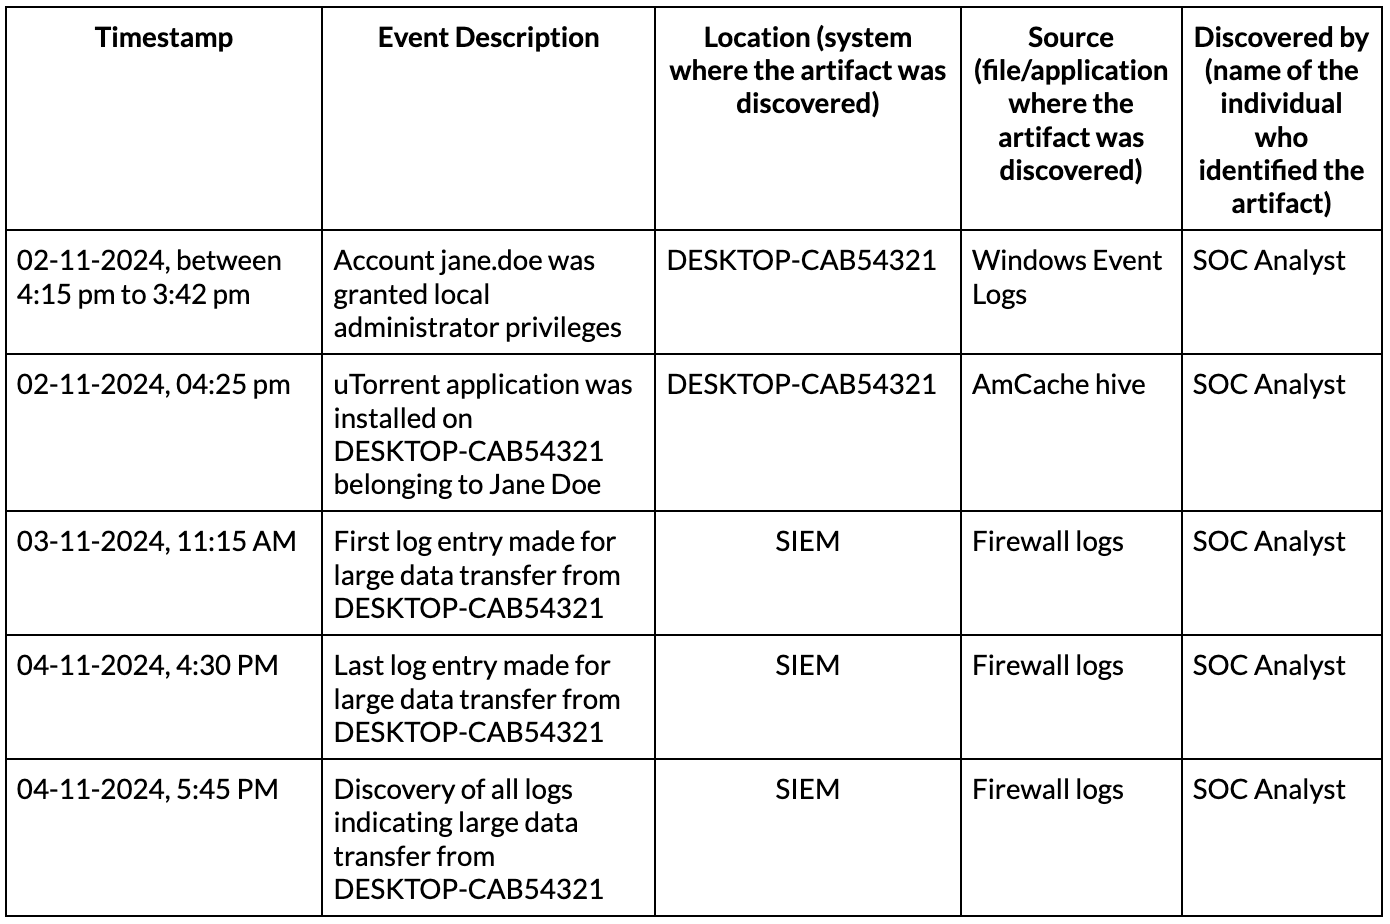 Timestamp
Event Description
Location (system
where the artifact was
discovered)
Source
(file/application
where the
artifact was
discovered)
Discovered by
(name of the
individual
who
identified the
artifact)
02-11-2024, between
4:15 pm to 3:42 pm
Account jane.doe was
granted local
administrator privileges
DESKTOP-CAB54321
Windows Event
Logs
SOC Analyst
02-11-2024, 04:25 pm
uTorrent application was
installed on
DESKTOP-CAB54321
belonging to Jane Doe
DESKTOP-CAB54321
AmCache hive
SOC Analyst
03-11-2024, 11:15 AM
First log entry made for
large data transfer from
DESKTOP-CAB54321
SIEM
Firewall logs
SOC Analyst
04-11-2024, 4:30 PM
Last log entry made for
large data transfer from
DESKTOP-CAB54321
SIEM
Firewall logs
SOC Analyst
04-11-2024, 5:45 PM
Discovery of all logs
indicating large data
transfer from
DESKTOP-CAB54321
SIEM
Firewall logs
SOC Analyst